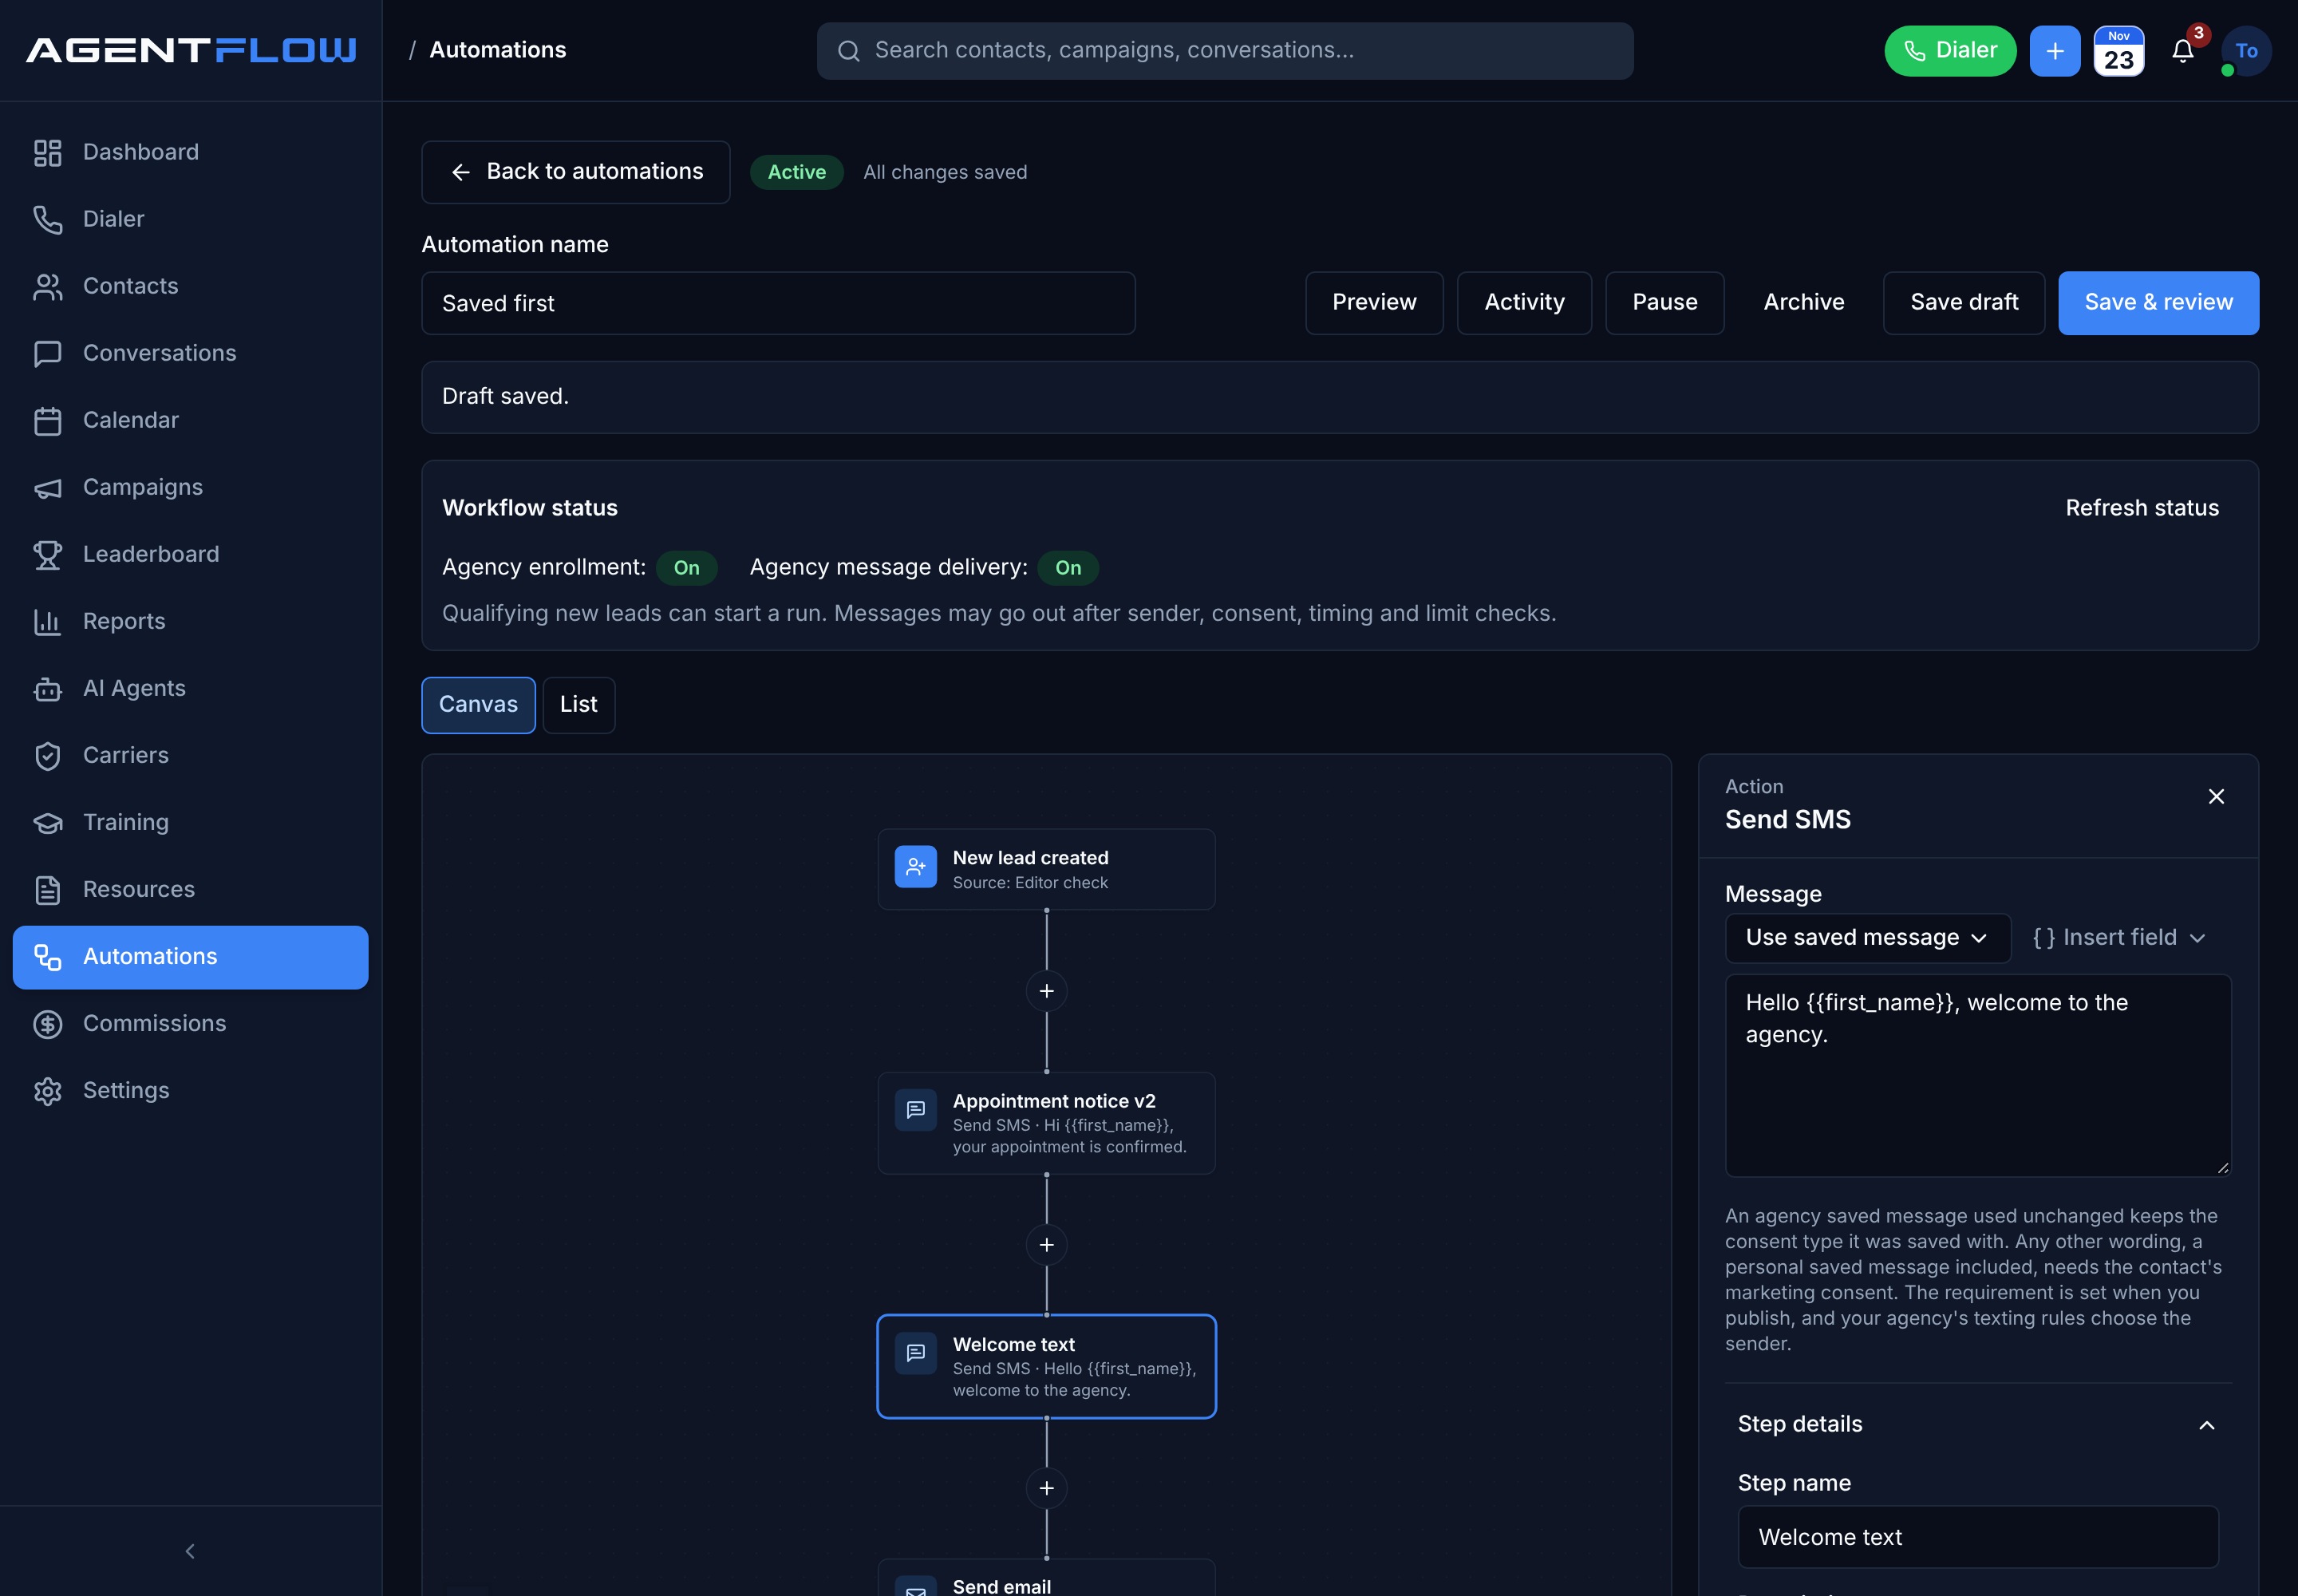 AGENTFLOW
/ Automations
Search contacts, campaigns, conversations...
Dialer
Nov
23
3
To
Dashboard
Dialer
Contacts
Conversations
Calendar
Campaigns
Leaderboard
Reports
AI Agents
Carriers
Training
Resources
Automations
Commissions
Settings
Back to automations
Active
All changes saved
Automation name
Saved first
Preview
Activity
Pause
Archive
Save draft
Save & review
Draft saved.
Workflow status
Refresh status
Agency enrollment: On
Agency message delivery: On
Qualifying new leads can start a run. Messages may go out after sender, consent, timing and limit checks.
Canvas
List
New lead created
Source: Editor check
Appointment notice v2
Send SMS · Hi {{first_name}},
your appointment is confirmed.
Welcome text
Send SMS · Hello {{first_name}},
welcome to the agency.
Send email
Action
Send SMS
Message
Use saved message
{ } Insert field
Hello {{first_name}}, welcome to the
agency.
An agency saved message used unchanged keeps the
consent type it was saved with. Any other wording, a
personal saved message included, needs the contact's
marketing consent. The requirement is set when you
publish, and your agency's texting rules choose the
sender.
Step details
Step name
Welcome text